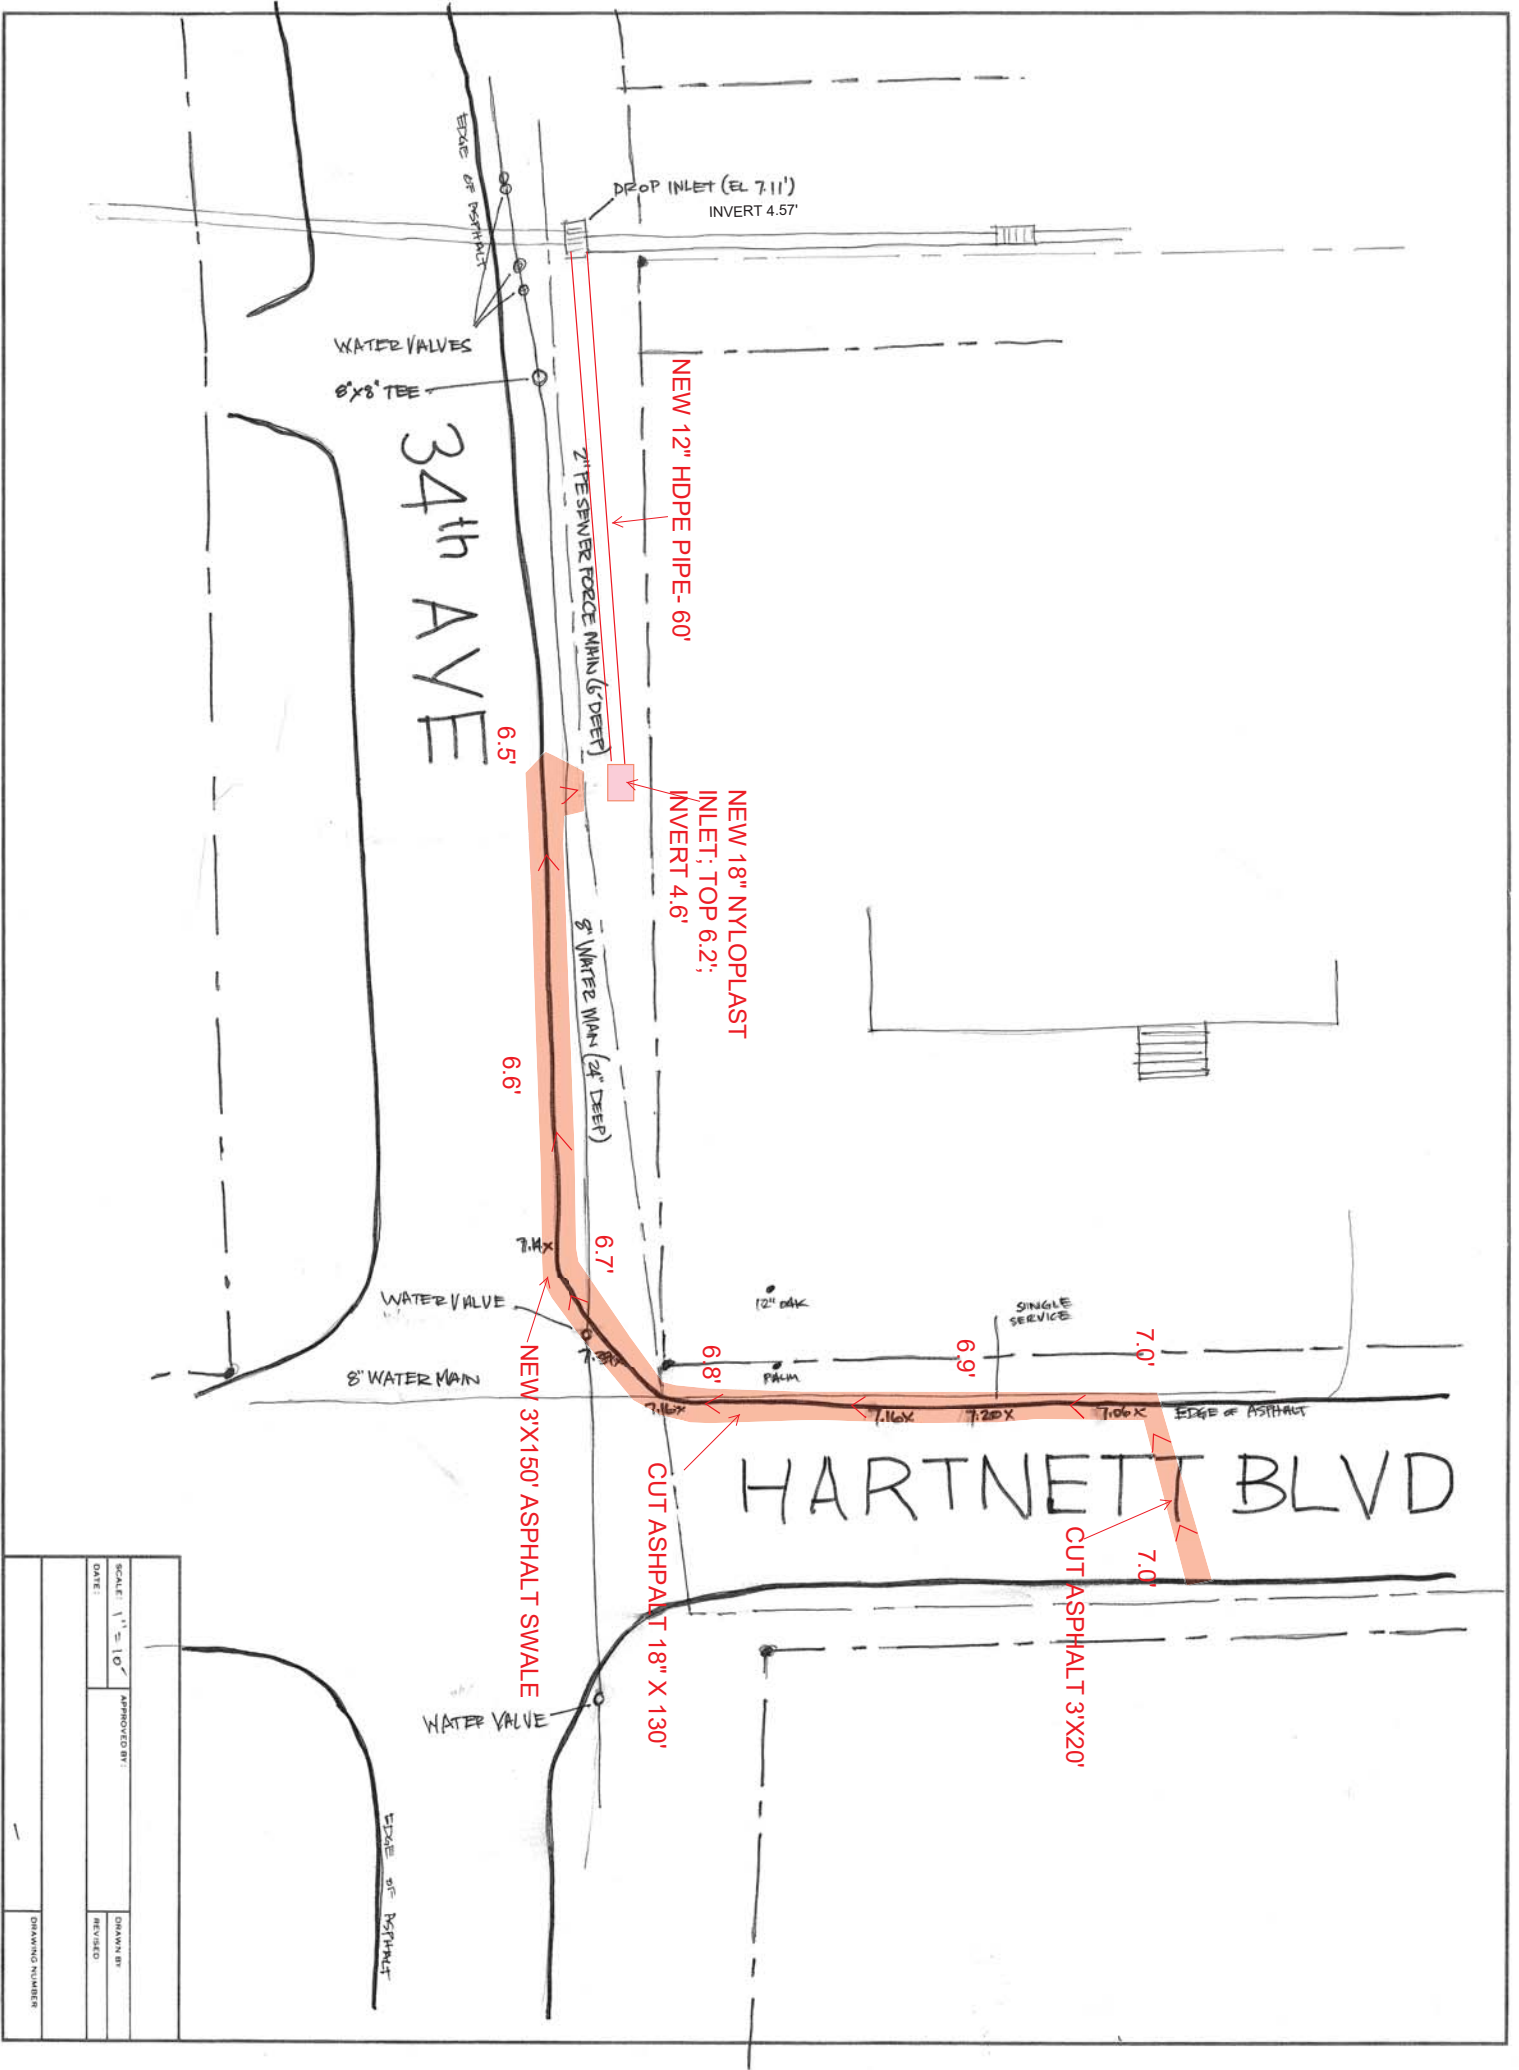 DROP INLET (EL 7.11')
INVERT 4.57'
EDGE OF ASPHALT
WATER VALVES
8"X8" TEE
34th AVE
2" PE SEWER FORCE MAIN (6' DEEP)
NEW 12" HDPE PIPE- 60'
NEW 18" NYLOPLAST
INLET; TOP 6.2';
INVERT 4.6'
6.5'
8" WATER MAIN (24" DEEP)
6.6'
6.7'
7.14x
WATER VALVE
8" WATER MAIN
12" OAK
PALM
SINGLE
SERVICE
6.8'
6.9'
7.0'
7.16x
7.16x
7.20x
7.06x
EDGE OF ASPHALT
HARTNETT BLVD
7.0'
NEW 3'X150' ASPHALT SWALE
CUT ASHPALT 18" X 130'
CUT ASPHALT 3'X20'
WATER VALVE
EDGE OF ASPHALT
SCALE: 1" = 10'
APPROVED BY:
DRAWN BY
DATE:
REVISED
DRAWING NUMBER
1